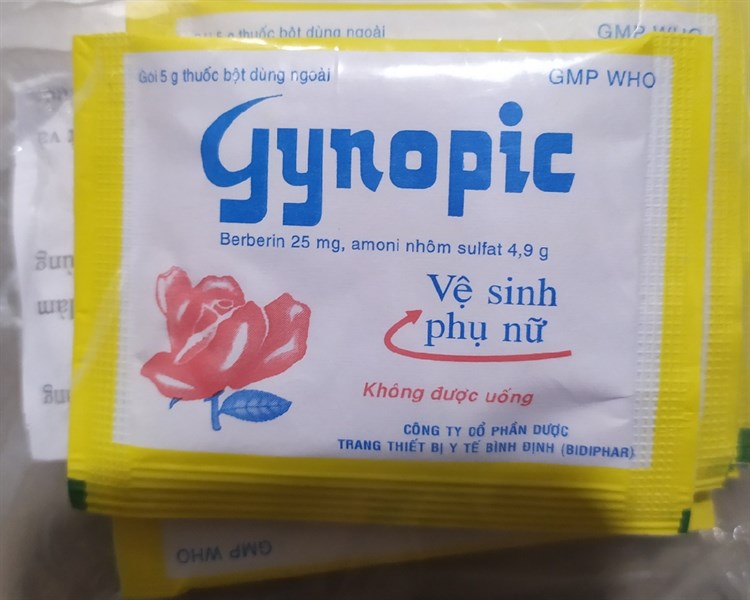 Gói 5 g thuốc bột dùng ngoài
GMP WHO
Gynopic
Berberin 25 mg, amoni nhôm sulfat 4,9 g
Vệ sinh
phụ nữ
Không được uống
CÔNG TY CỔ PHẦN DƯỢC
TRANG THIẾT BỊ Y TẾ BÌNH ĐỊNH (BIDIPHAR)
GMP WHO